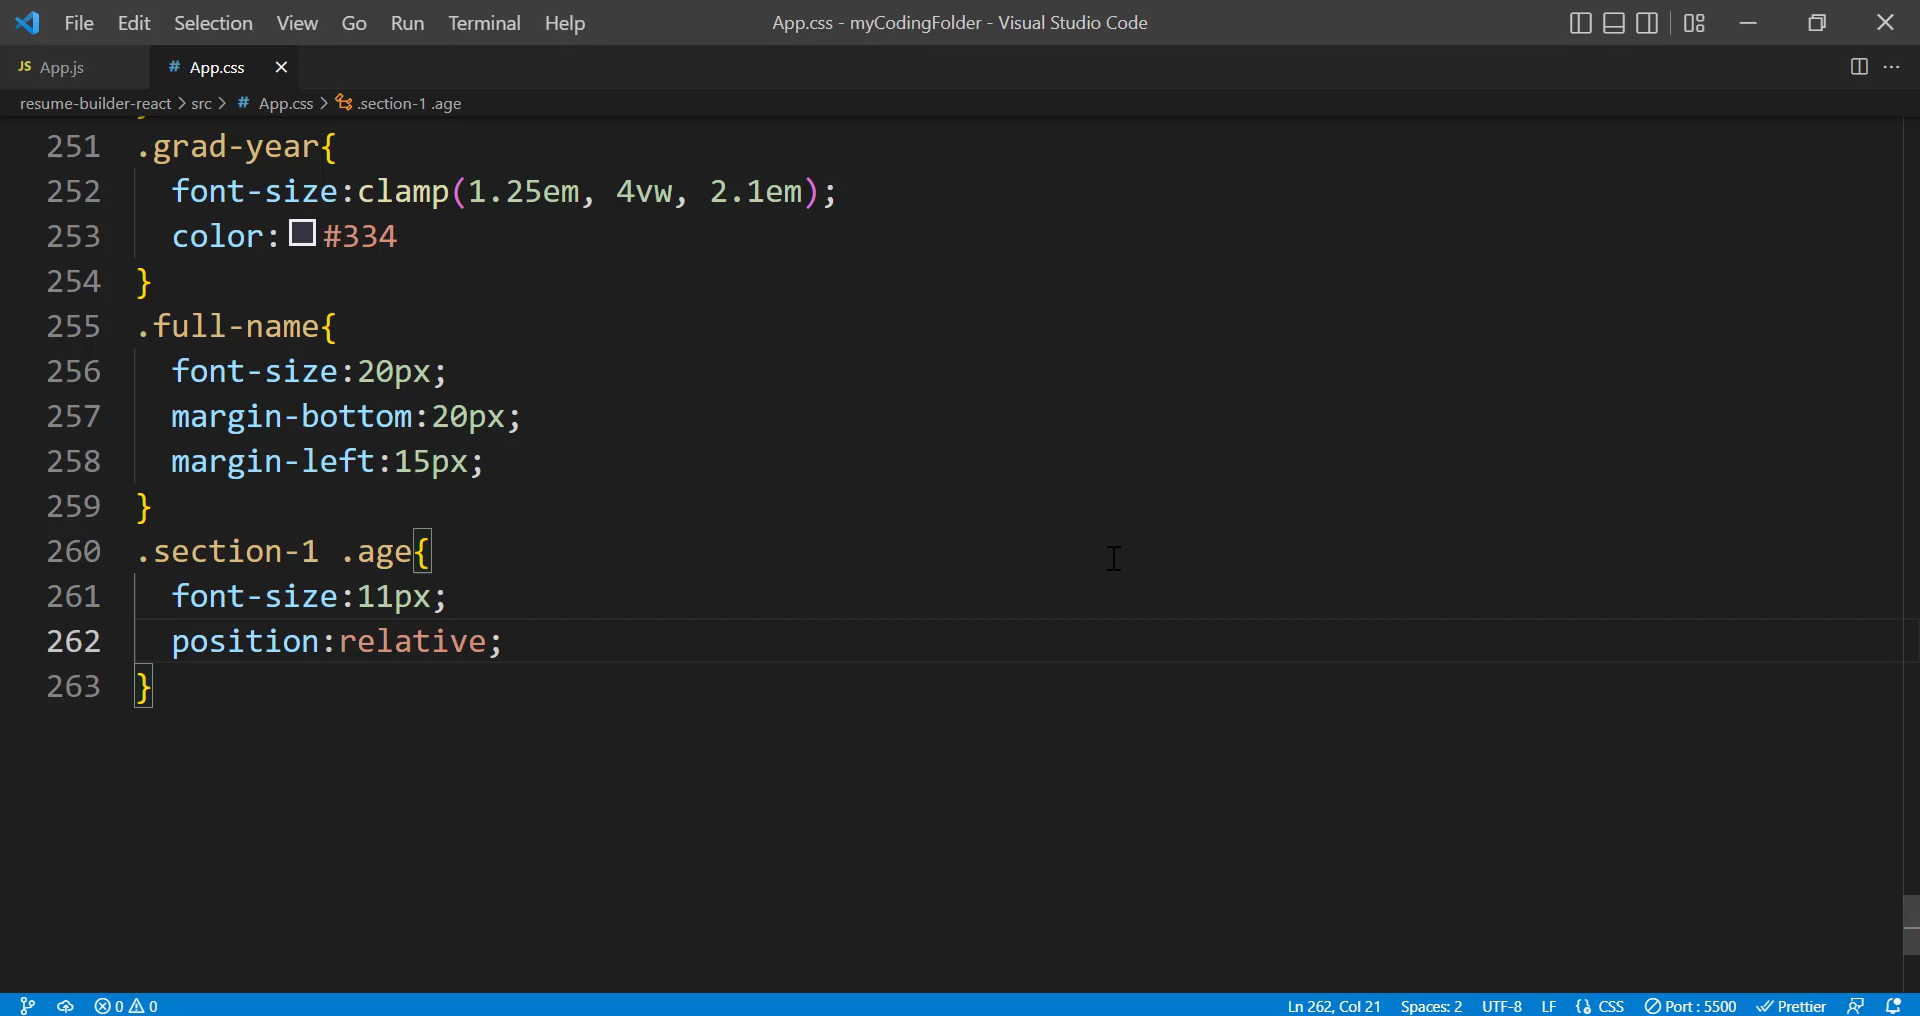 File Edit Selection View Go Run Terminal Help App.css - myCodingFolder - Visual Studio Code
JS App.js # App.css
resume-builder-react > src > # App.css > .section-1 .age
251 .grad-year{
252 font-size:clamp(1.25em, 4vw, 2.1em);
253 color:#334
254 }
255 .full-name{
256 font-size:20px;
257 margin-bottom:20px;
258 margin-left:15px;
259 }
260 .section-1 .age{
261 font-size:11px;
262 position:relative;
263 }
0 0 Ln 262, Col 21 Spaces: 2 UTF-8 LF {} CSS Port : 5500 Prettier